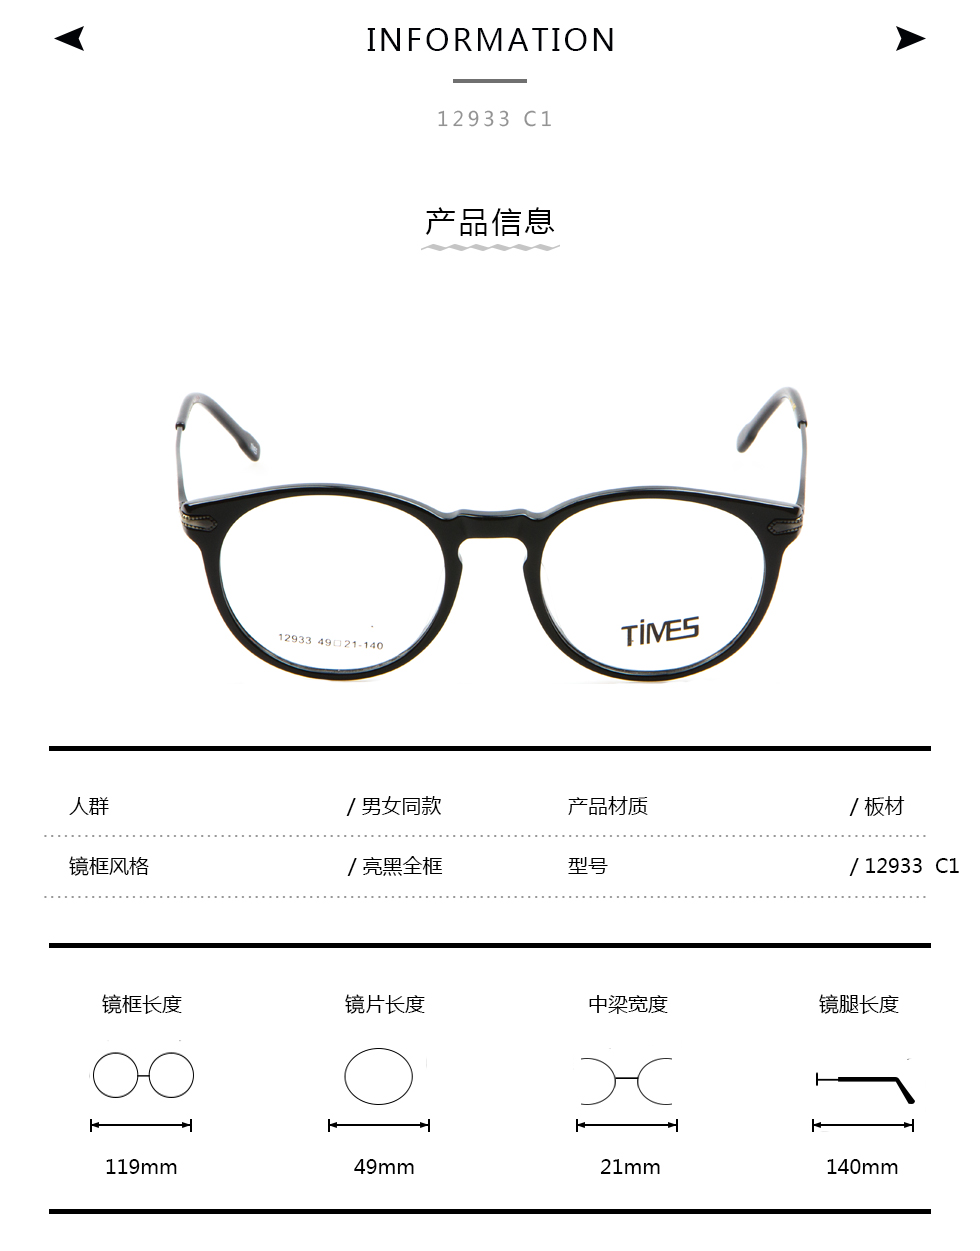 INFORMATION
12933 C1
产品信息
12933 49□21-140
TIMES
人群 / 男女同款 产品材质 / 板材
镜框风格 / 亮黑全框 型号 / 12933 C1
镜框长度 镜片长度 中梁宽度 镜腿长度
119mm 49mm 21mm 140mm